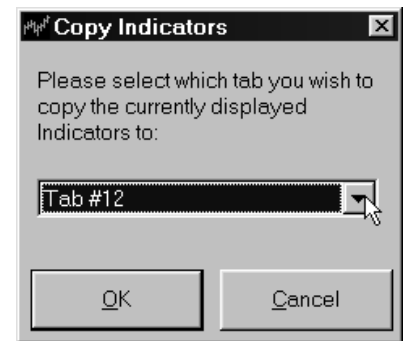 Copy Indicators
Please select which tab you wish to
copy the currently displayed
Indicators to:
Tab #12
OK
Cancel